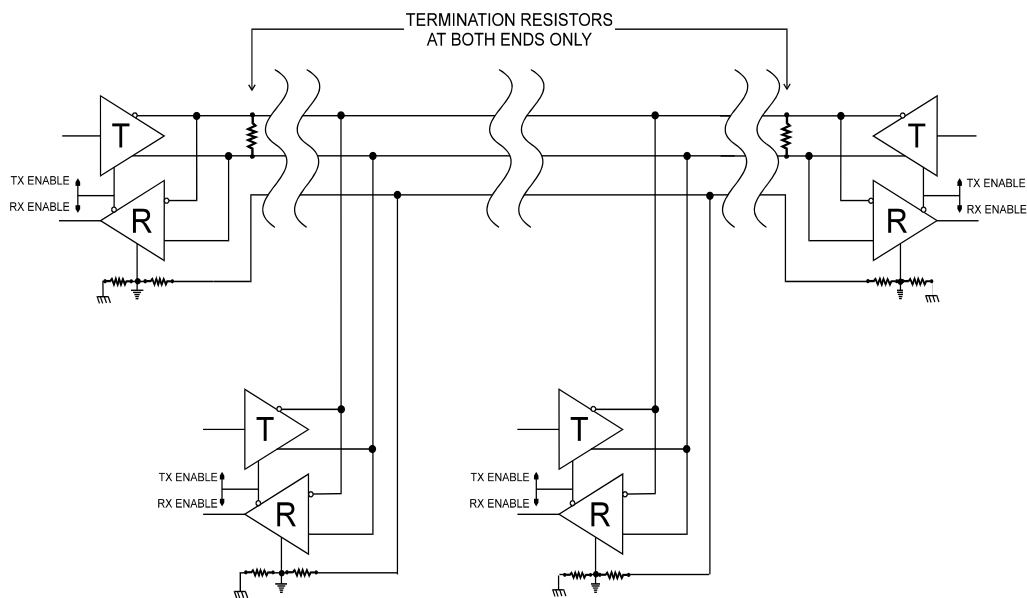 TERMINATION RESISTORS
AT BOTH ENDS ONLY
T
T
TX ENABLE
RX ENABLE
R
TX ENABLE
RX ENABLE
R
T
T
TX ENABLE
RX ENABLE
R
TX ENABLE
RX ENABLE
R